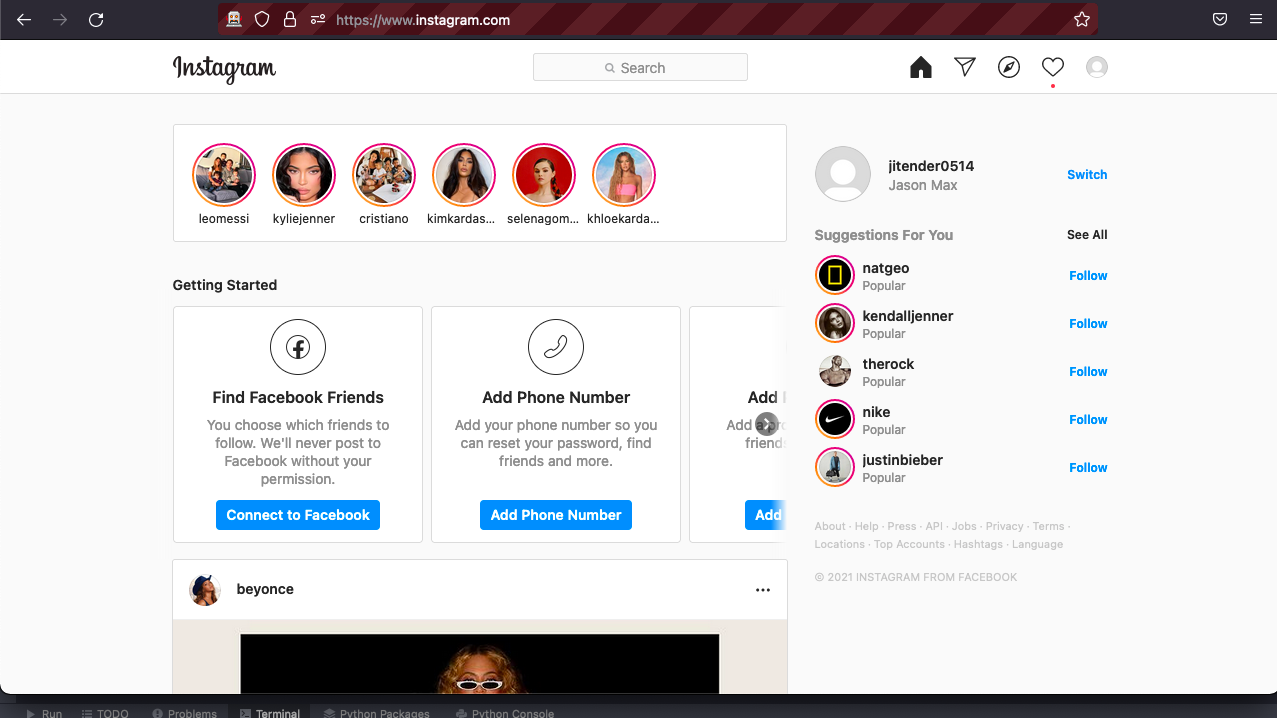 https://www.instagram.com
Instagram
Search
leomessi
kyliejenner
cristiano
kimkardas...
selenagom...
khloekarda...
jitender0514
Jason Max
Switch
Suggestions For You
See All
natgeo
Popular
Follow
kendalljenner
Popular
Follow
therock
Popular
Follow
nike
Popular
Follow
justinbieber
Popular
Follow
About · Help · Press · API · Jobs · Privacy · Terms ·
Locations · Top Accounts · Hashtags · Language
© 2021 INSTAGRAM FROM FACEBOOK
Getting Started
Find Facebook Friends
You choose which friends to
follow. We'll never post to
Facebook without your
permission.
Connect to Facebook
Add Phone Number
Add your phone number so you
can reset your password, find
friends and more.
Add Phone Number
Add
Add a
friends
Add
beyonce
Run
TODO
Problems
Terminal
Python Packages
Python Console